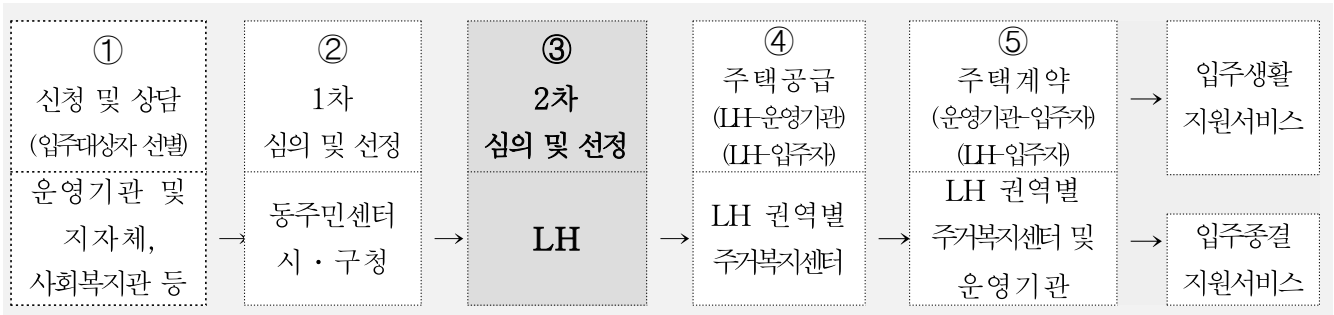 ①
신청 및 상담
(입주대상자 선별)
운영기관 및
지자체,
사회복지관 등
→
②
1차
심의 및 선정
동주민센터
시·구청
→
③
2차
심의 및 선정
LH
→
④
주택공급
(LH-운영기관)
(LH-입주자)
LH 권역별
주거복지센터
→
⑤
주택계약
(운영기관-입주자)
(LH-입주자)
LH 권역별
주거복지센터 및
운영기관
→
입주생활
지원서비스
→
입주종결
지원서비스